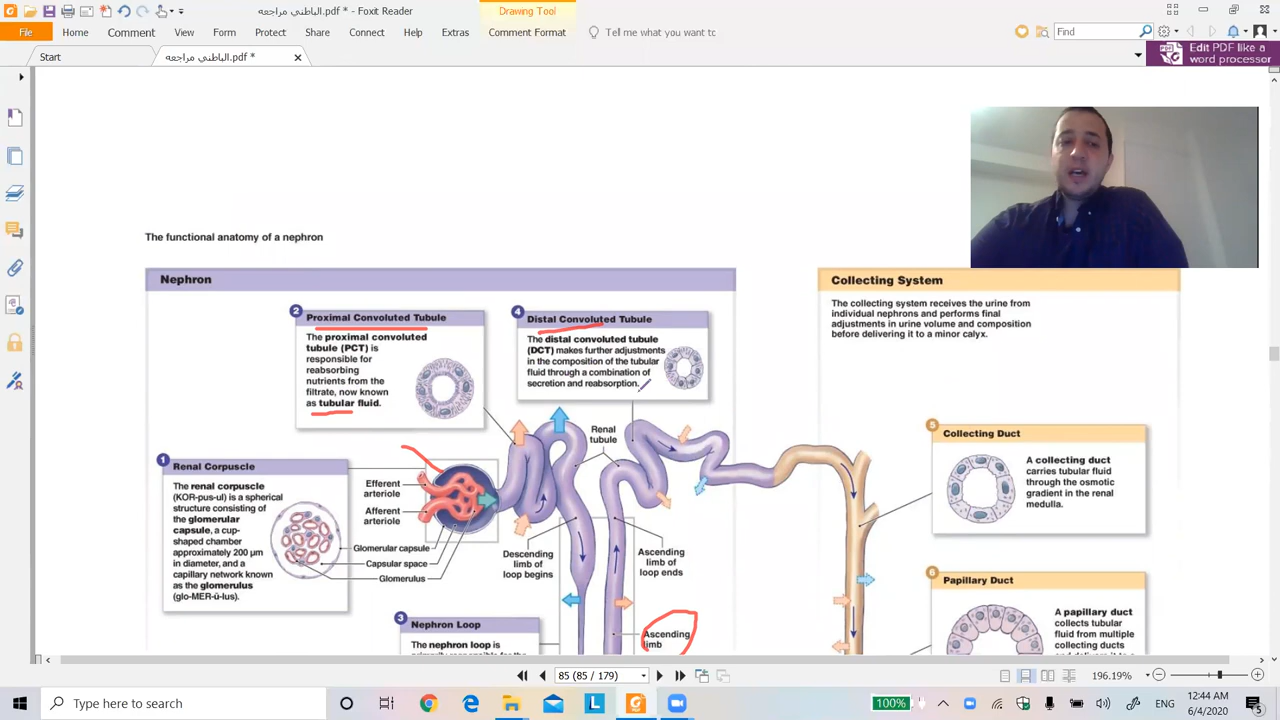 الباطني مراجعه.pdf * - Foxit Reader
Drawing Tool
File
Home
Comment
View
Form
Protect
Share
Connect
Help
Extras
Comment Format
Tell me what you want tc
Find
Start
الباطني مراجعه.pdf *
Edit PDF like a
word processor
The functional anatomy of a nephron
Nephron
2
Proximal Convoluted Tubule
The proximal convoluted
tubule (PCT) is
responsible for
reabsorbing
nutrients from the
filtrate, now known
as tubular fluid.
4
Distal Convoluted Tubule
The distal convoluted tubule
(DCT) makes further adjustments
in the composition of the tubular
fluid through a combination of
secretion and reabsorption.
Collecting System
The collecting system receives the urine from
individual nephrons and performs final
adjustments in urine volume and composition
before delivering it to a minor calyx.
1
Renal Corpuscle
The renal corpuscle
(KOR-pus-ul) is a spherical
structure consisting of
the glomerular
capsule, a cup-
shaped chamber
approximately 200 µm
in diameter, and a
capillary network known
as the glomerulus
(glo-MER-ū-lus).
Efferent
arteriole
Afferent
arteriole
Glomerular capsule
Capsular space
Glomerulus
Renal
tubule
Descending
limb of
loop begins
Ascending
limb of
loop ends
Ascending
limb
3
Nephron Loop
The nephron loop is
5
Collecting Duct
A collecting duct
carries tubular fluid
through the osmotic
gradient in the renal
medulla.
6
Papillary Duct
A papillary duct
collects tubular
fluid from multiple
collecting ducts
85 (85 / 179)
196.19%
Type here to search
100%
ENG
12:44 AM
6/4/2020
5